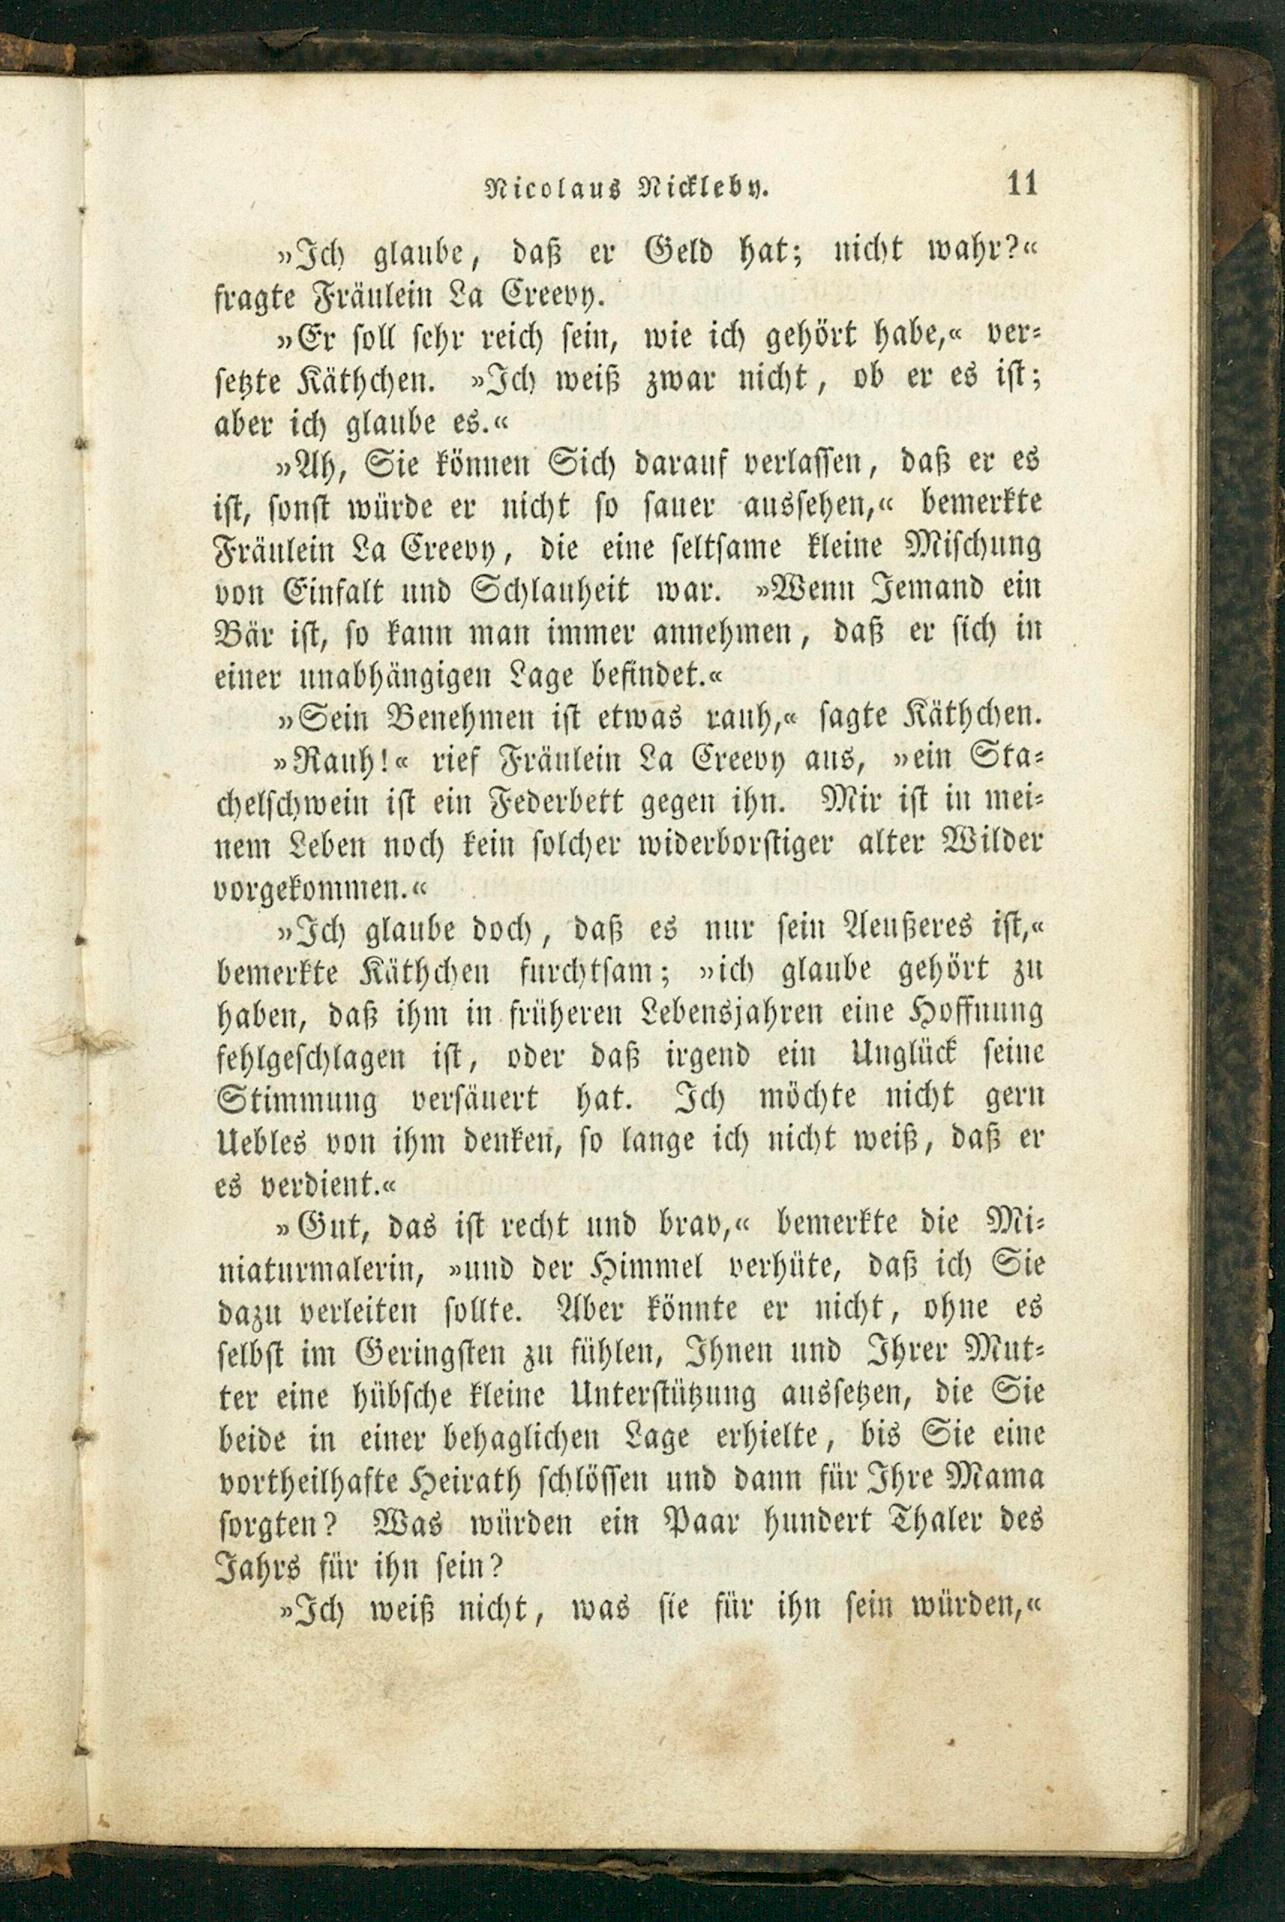 Nicolaus Nickleby. 11
»Ich glaube, daß er Geld hat; nicht wahr?«
fragte Fräulein La Creevy.
»Er soll sehr reich sein, wie ich gehört habe,« ver-
setzte Käthchen. »Ich weiß zwar nicht, ob er es ist;
aber ich glaube es.«
»Ah, Sie können Sich darauf verlassen, daß er es
ist, sonst würde er nicht so sauer aussehen,« bemerkte
Fräulein La Creevy, die eine seltsame kleine Mischung
von Einfalt und Schlauheit war. »Wenn Jemand ein
Bär ist, so kann man immer annehmen, daß er sich in
einer unabhängigen Lage befindet.«
»Sein Benehmen ist etwas rauh,« sagte Käthchen.
»Rauh!« rief Fräulein La Creevy aus, »ein Sta-
chelschwein ist ein Federbett gegen ihn. Mir ist in mei-
nem Leben noch kein solcher widerborstiger alter Wilder
vorgekommen.«
»Ich glaube doch, daß es nur sein Aeußeres ist,«
bemerkte Käthchen furchtsam; »ich glaube gehört zu
haben, daß ihm in früheren Lebensjahren eine Hoffnung
fehlgeschlagen ist, oder daß irgend ein Unglück seine
Stimmung versäuert hat. Ich möchte nicht gern
Uebles von ihm denken, so lange ich nicht weiß, daß er
es verdient.«
»Gut, das ist recht und brav,« bemerkte die Mi-
niaturmalerin, »und der Himmel verhüte, daß ich Sie
dazu verleiten sollte. Aber könnte er nicht, ohne es
selbst im Geringsten zu fühlen, Ihnen und Ihrer Mut-
ter eine hübsche kleine Unterstützung aussetzen, die Sie
beide in einer behaglichen Lage erhielte, bis Sie eine
vortheilhafte Heirath schlössen und dann für Ihre Mama
sorgten? Was würden ein Paar hundert Thaler des
Jahrs für ihn sein?
»Ich weiß nicht, was sie für ihn sein würden,«